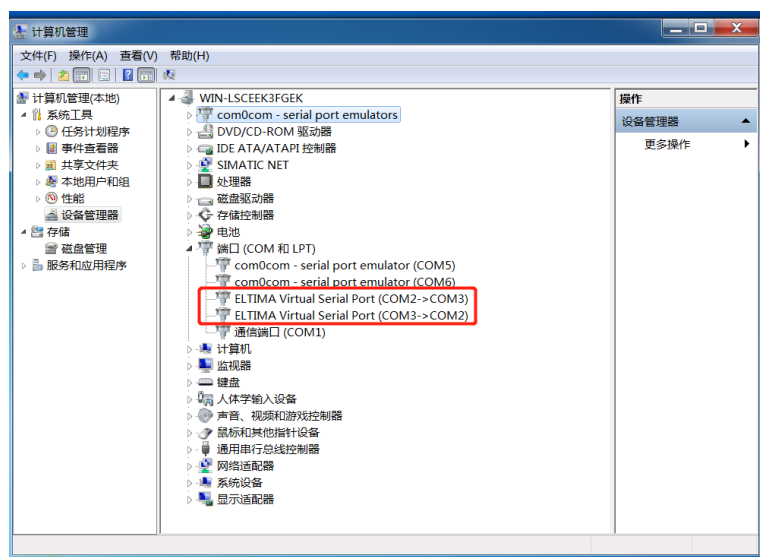 计算机管理
文件(F) 操作(A) 查看(V) 帮助(H)
计算机管理(本地)
系统工具
任务计划程序
事件查看器
共享文件夹
本地用户和组
性能
设备管理器
存储
磁盘管理
服务和应用程序
WIN-LSCEEK3FGEK
com0com - serial port emulators
DVD/CD-ROM 驱动器
IDE ATA/ATAPI 控制器
SIMATIC NET
处理器
磁盘驱动器
存储控制器
电池
端口 (COM 和 LPT)
com0com - serial port emulator (COM5)
com0com - serial port emulator (COM6)
ELTIMA Virtual Serial Port (COM2->COM3)
ELTIMA Virtual Serial Port (COM3->COM2)
通信端口 (COM1)
计算机
监视器
键盘
人体学输入设备
声音、视频和游戏控制器
鼠标和其他指针设备
通用串行总线控制器
网络适配器
系统设备
显示适配器
操作
设备管理器
更多操作